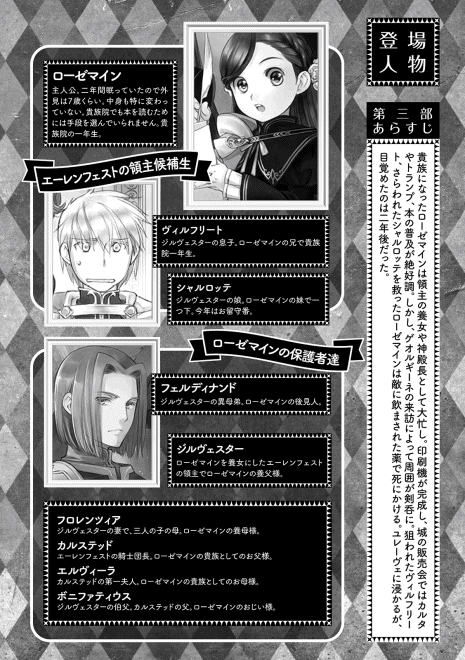 登場
人物
第三部
あらすじ
貴族になったローゼマインは領主の養女や神殿長として大忙し。印刷機が完成し、城の販売会ではカルタ
やトランプ、本の普及が絶好調。しかし、ゲオルギーネの来訪によって周囲が剣呑に。狙われたヴィルフリー
ト、さらわれたシャルロッテを救ったローゼマインは敵に飲まされた薬で死にかける。ユレーヴェに浸かるが、
目覚めたのは二年後だった。
ローゼマイン
主人公。二年間眠っていたので外
見は7歳くらい。中身も特に変わっ
ていない。貴族院でも本を読むため
には手段を選んでいられません。貴
族院の一年生。
エーレンフェストの領主候補生
ヴィルフリート
ジルヴェスターの息子。ローゼマインの兄で貴族
院一年生。
シャルロッテ
ジルヴェスターの娘。ローゼマインの妹で一
つ下。今年はお留守番。
ローゼマインの保護者達
フェルディナンド
ジルヴェスターの異母弟。ローゼマインの後見人。
ジルヴェスター
ローゼマインを養女にしたエーレンフェスト
の領主でローゼマインの養父様。
フロレンツィア
ジルヴェスターの妻で、三人の子の母。ローゼマインの養母様。
カルステッド
エーレンフェストの騎士団長。ローゼマインの貴族としてのお父様。
エルヴィーラ
カルステッドの第一夫人。ローゼマインの貴族としてのお母様。
ボニファティウス
ジルヴェスターの伯父。カルステッドの父。ローゼマインのおじい様。